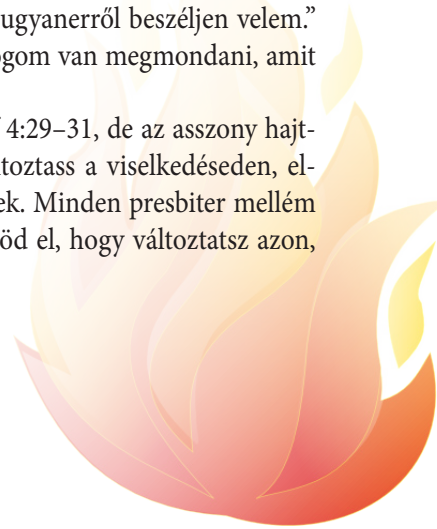 ugyanerről beszéljen velem.”
ogom van megmondani, amit
4:29–31, de az asszony hajt-
toztass a viselkedéseden, el-
ek. Minden presbiter mellém
öd el, hogy változtatsz azon,